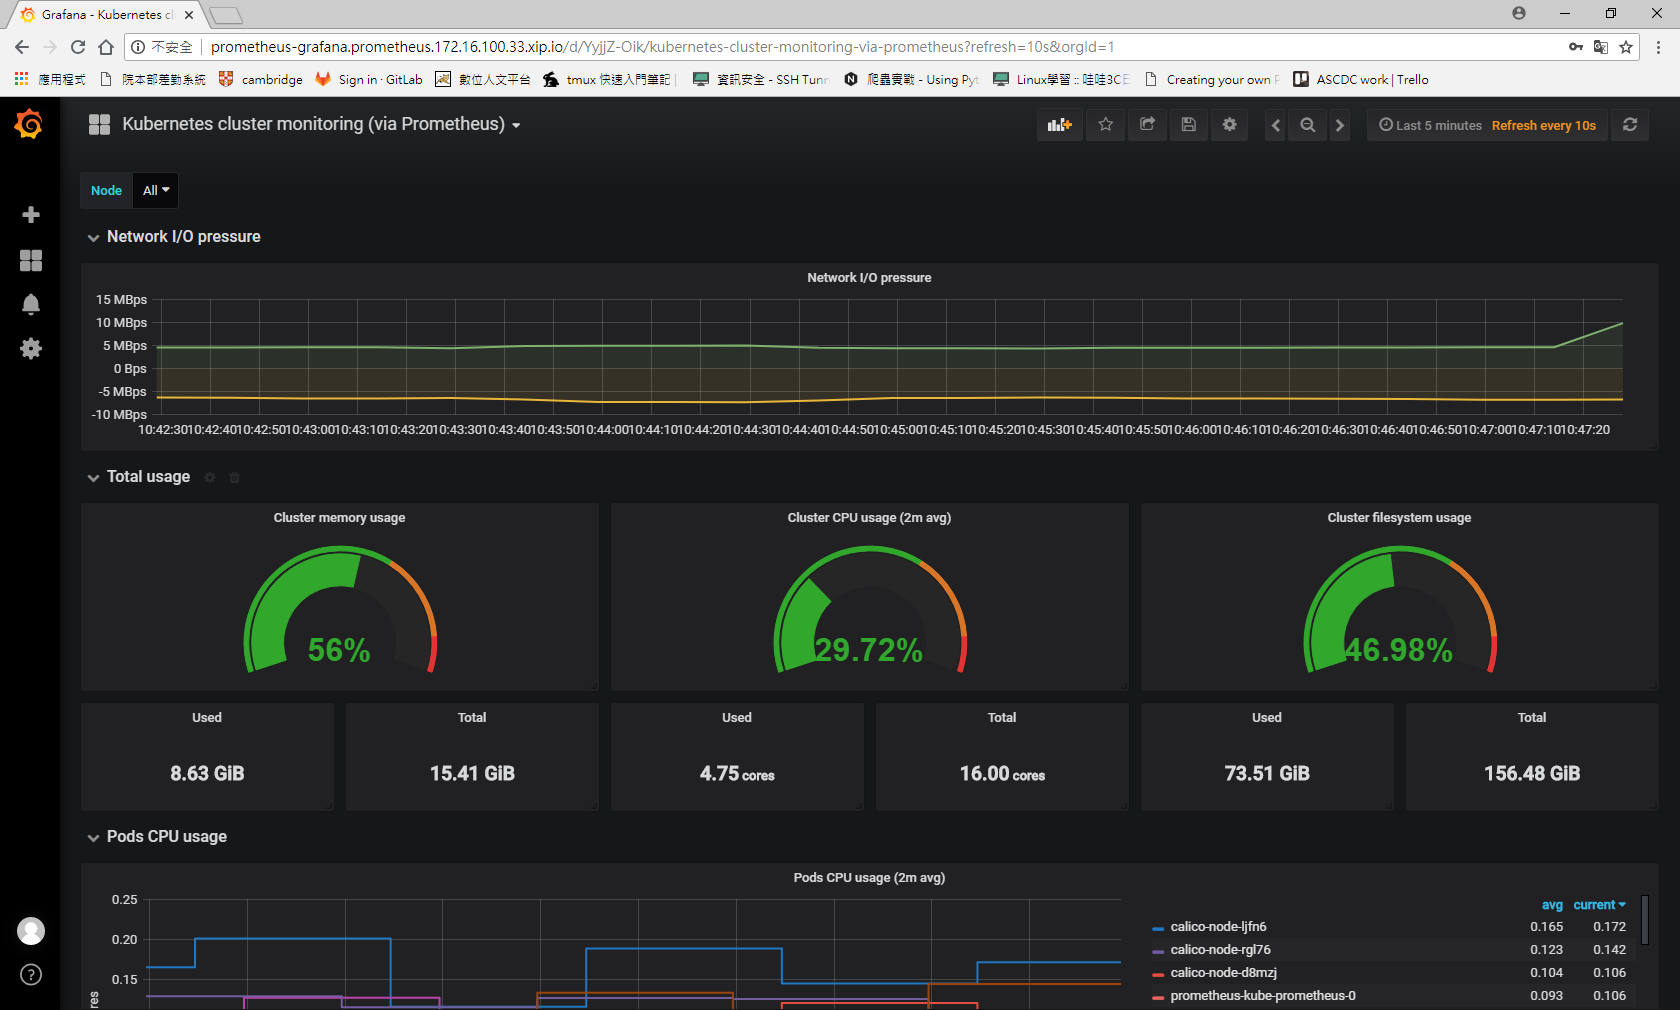 Grafana - Kubernetes cl
不安全
prometheus-grafana.prometheus.172.16.100.33.xip.io/d/YyjjZ-Oik/kubernetes-cluster-monitoring-via-prometheus?refresh=10s&orgId=1
應用程式 院本部差勤系統 cambridge Sign in · GitLab 數位人文平台 tmux 快速入門筆記 | 資訊安全 - SSH Tunn 爬蟲實戰 - Using Pyt Linux學習 :: 哇哇3CE Creating your own P ASCDC work | Trello
Kubernetes cluster monitoring (via Prometheus)
Last 5 minutes Refresh every 10s
Node All
Network I/O pressure
Network I/O pressure
15 MBps
10 MBps
5 MBps
0 Bps
-5 MBps
-10 MBps
10:42:30 10:42:40 10:42:50 10:43:00 10:43:10 10:43:20 10:43:30 10:43:40 10:43:50 10:44:00 10:44:10 10:44:20 10:44:30 10:44:40 10:44:50 10:45:00 10:45:10 10:45:20 10:45:30 10:45:40 10:45:50 10:46:00 10:46:10 10:46:20 10:46:30 10:46:40 10:46:50 10:47:00 10:47:10 10:47:20
Total usage
Cluster memory usage
56%
Cluster CPU usage (2m avg)
29.72%
Cluster filesystem usage
46.98%
Used
8.63 GiB
Total
15.41 GiB
Used
4.75 cores
Total
16.00 cores
Used
73.51 GiB
Total
156.48 GiB
Pods CPU usage
Pods CPU usage (2m avg)
0.25
0.20
0.15
res
avg current
calico-node-ljfn6 0.165 0.172
calico-node-rgl76 0.123 0.142
calico-node-d8mzj 0.104 0.106
prometheus-kube-prometheus-0 0.093 0.106